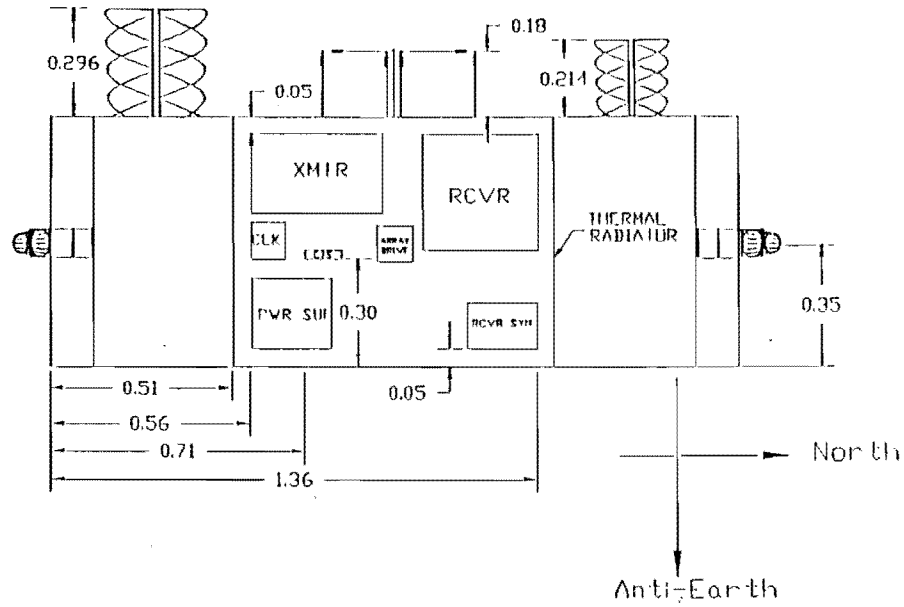 0.18
0.296
0.214
0.05
XMTR
RCVR
THERMAL
RADIATOR
CLK
ARRAY
DRIVE
PWR SUP
0.30
RCVR SYN
0.35
0.51
0.05
0.56
0.71
1.36
North
Anti-Earth